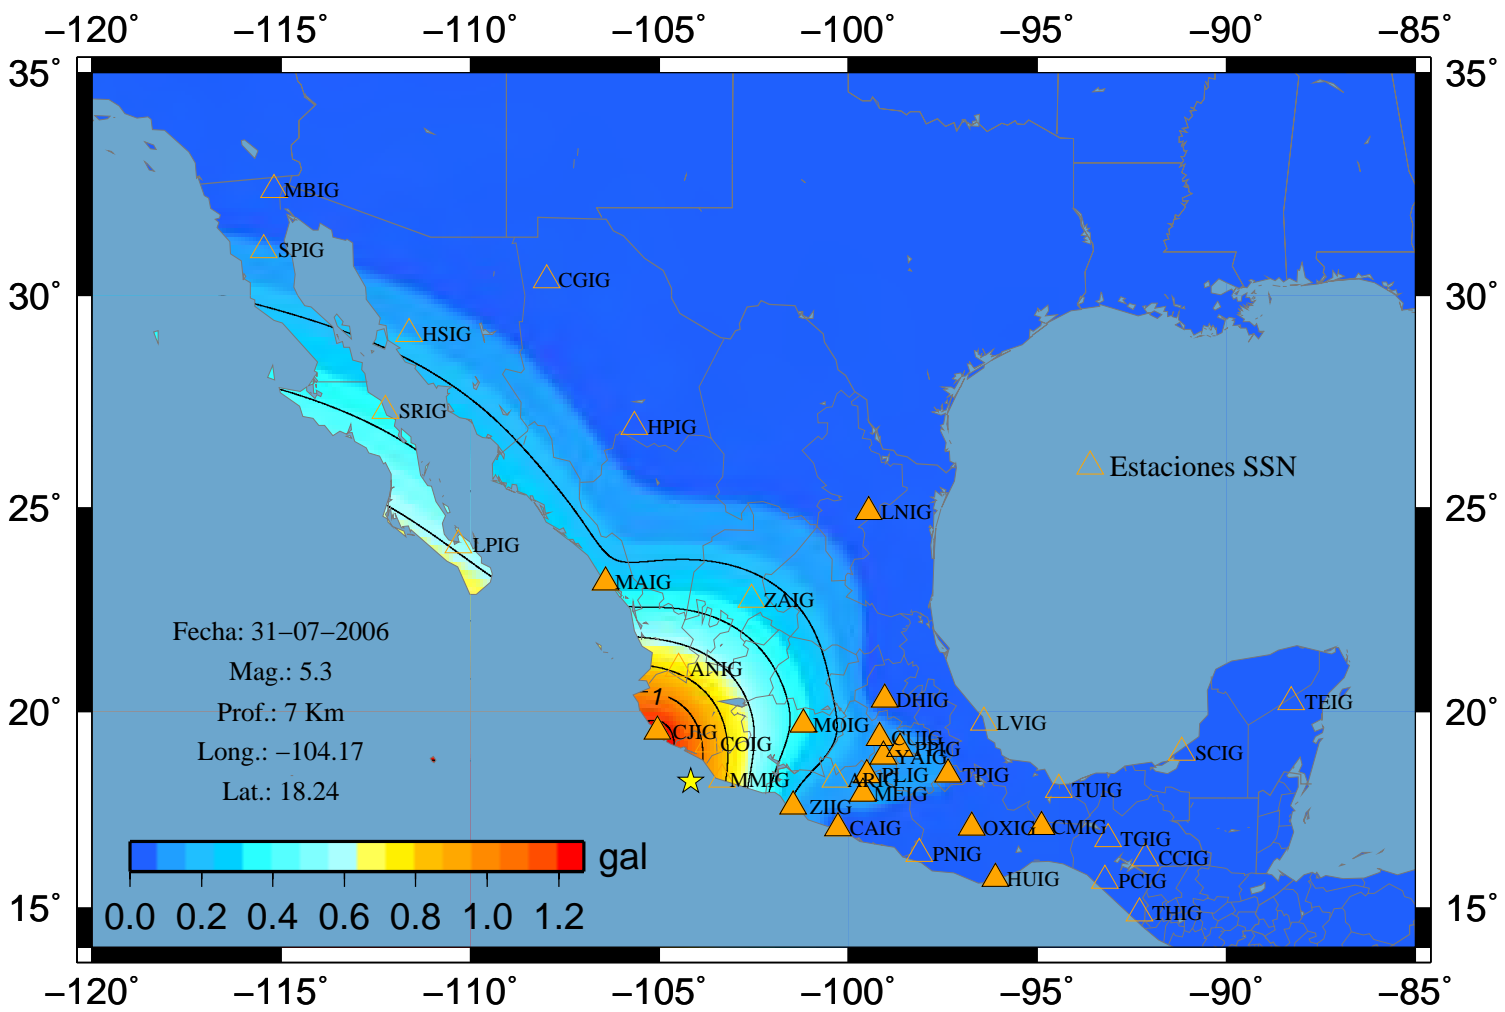 −120° −115° −110° −105° −100° −95° −90° −85°
35° 35°
MBIG
SPIG
CGIG
30° 30°
HSIG
SRIG
HPIG
Estaciones SSN
25° 25°
LNIG
LPIG
MAIG
ZAIG
Fecha: 31−07−2006
Mag.: 5.3
Prof.: 7 Km
Long.: −104.17
Lat.: 18.24
ANIG
1
DHIG
TEIG
20° 20°
CJIG
MOIG
LVIG
CUIG
COIG
PPIG
YAIG
SCIG
MMIG
ARIG
PLIG
TPIG
TUIG
MEIG
ZIIG
CAIG
OXIG
CMIG
TGIG
PNIG
CCIG
HUIG
PCIG
THIG
gal
0.0 0.2 0.4 0.6 0.8 1.0 1.2
15° 15°
−120° −115° −110° −105° −100° −95° −90° −85°